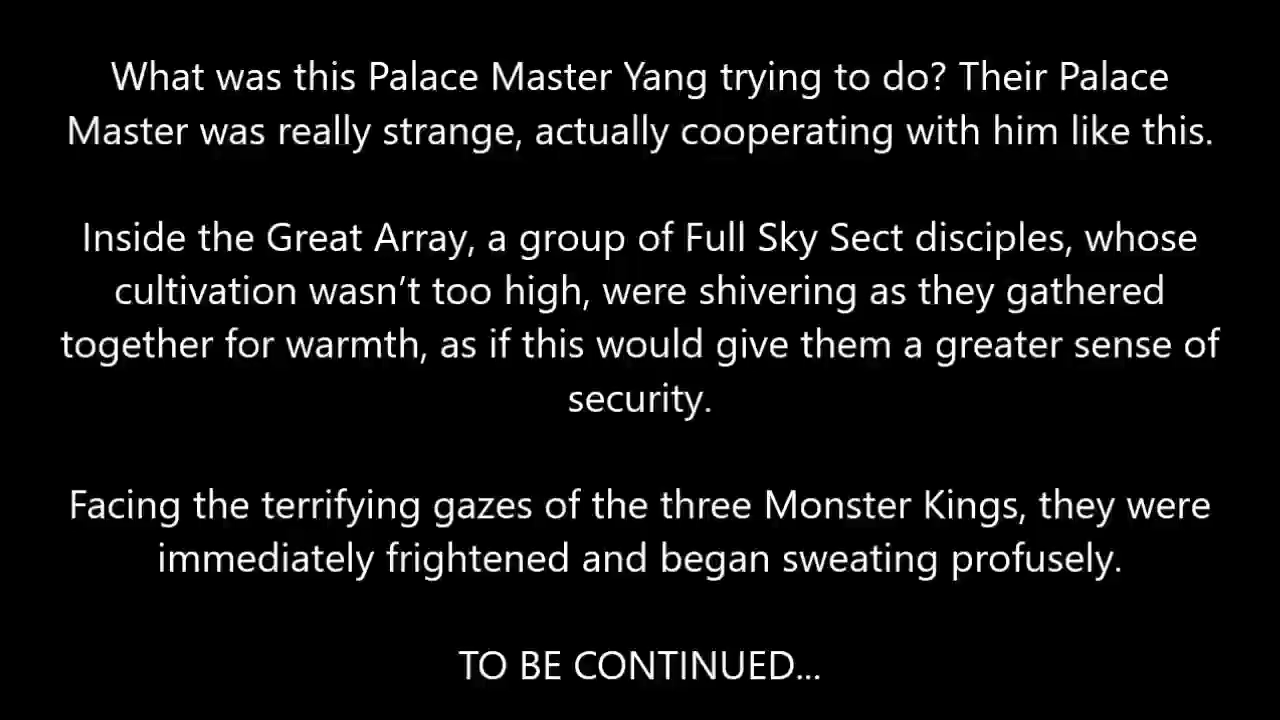 What was this Palace Master Yang trying to do? Their Palace
Master was really strange, actually cooperating with him like this.
Inside the Great Array, a group of Full Sky Sect disciples, whose
cultivation wasn’t too high, were shivering as they gathered
together for warmth, as if this would give them a greater sense of
security.
Facing the terrifying gazes of the three Monster Kings, they were
immediately frightened and began sweating profusely.
TO BE CONTINUED...